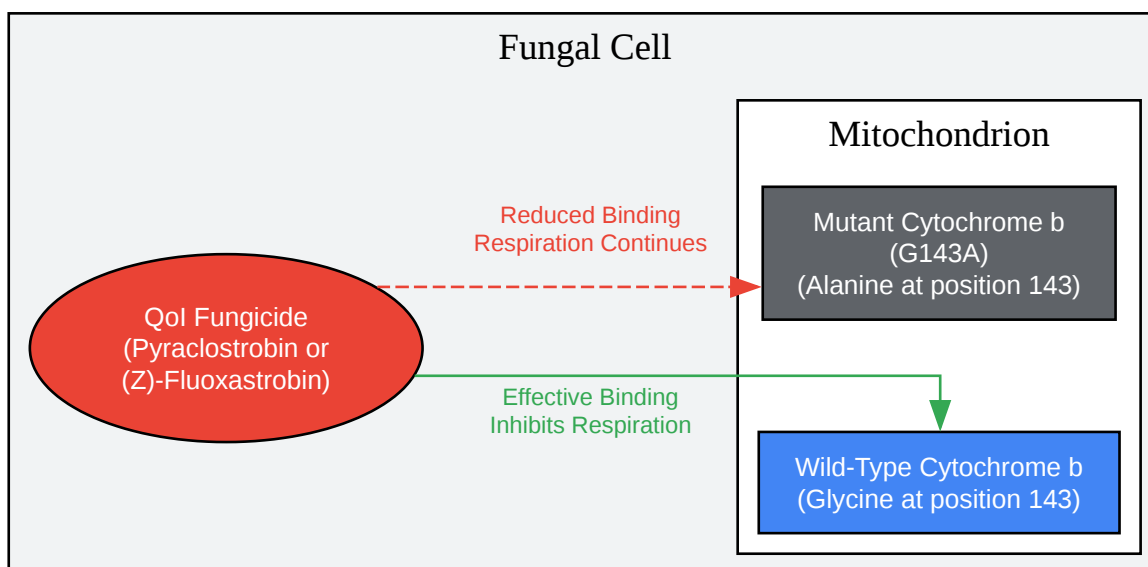 Fungal Cell
Mitochondrion
Reduced Binding
Respiration Continues
Mutant Cytochrome b
(G143A)
(Alanine at position 143)
QoI Fungicide
(Pyraclostrobin or
(Z)-Fluoxastrobin)
Effective Binding
Inhibits Respiration
Wild-Type Cytochrome b
(Glycine at position 143)